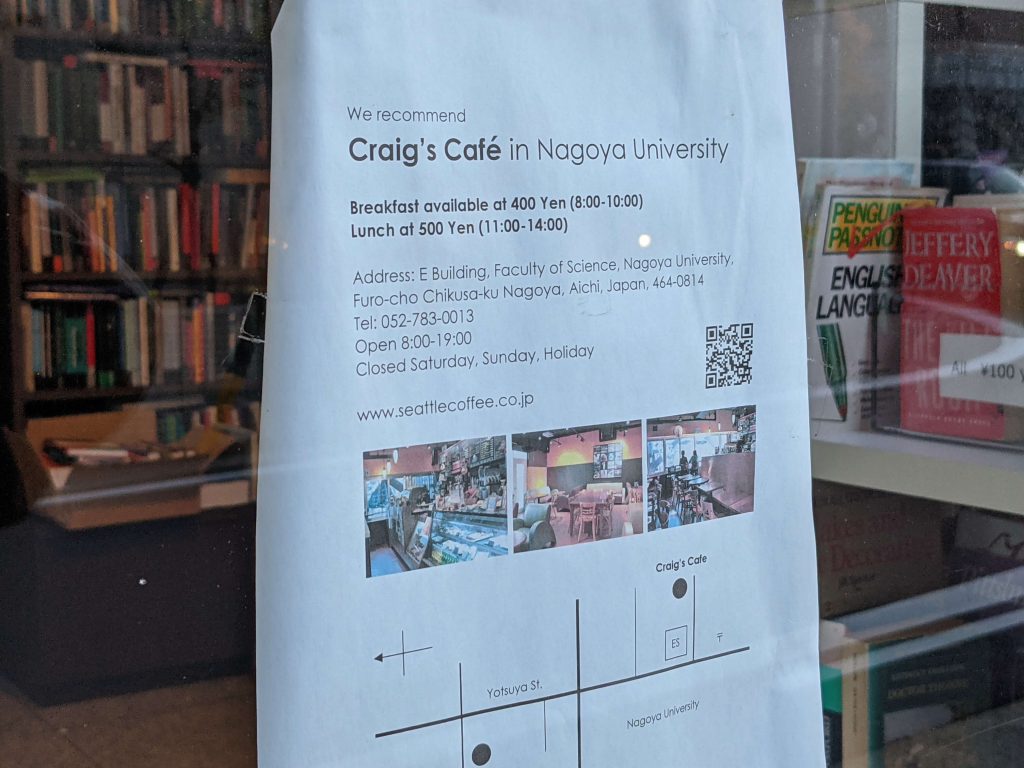 We recommend
Craig's Café in Nagoya University
Breakfast available at 400 Yen (8:00-10:00)
Lunch at 500 Yen (11:00-14:00)
Address: E Building, Faculty of Science, Nagoya University,
Furo-cho Chikusa-ku Nagoya, Aichi, Japan, 464-0814
Tel: 052-783-0013
Open 8:00-19:00
Closed Saturday, Sunday, Holiday
www.seattlecoffee.co.jp
Craig's Cafe
ES
〒
Yotsuya St.
Nagoya University
PENGUIN
ENGLISH
LANGUAG
JEFFERY
DEAVER
THE
All ¥100